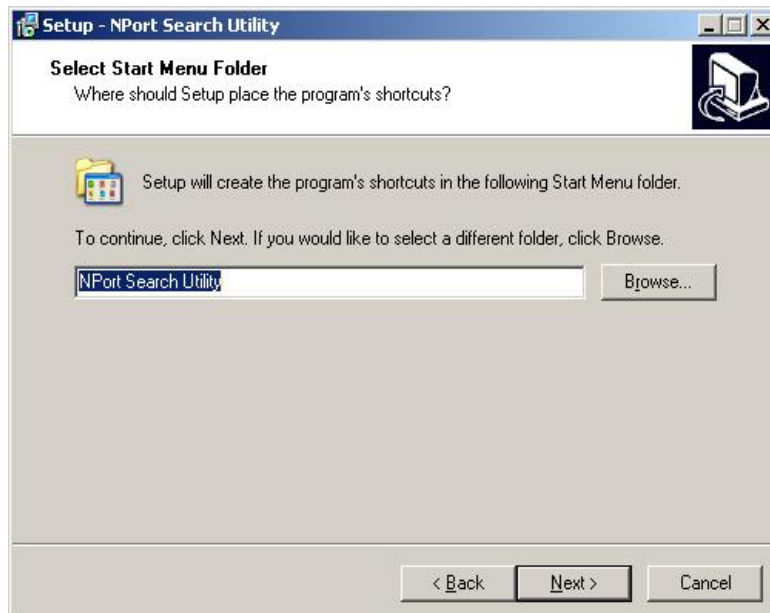 Setup - NPort Search Utility
Select Start Menu Folder
Where should Setup place the program's shortcuts?
Setup will create the program's shortcuts in the following Start Menu folder.
To continue, click Next. If you would like to select a different folder, click Browse.
NPort Search Utility
Browse...
< Back
Next >
Cancel